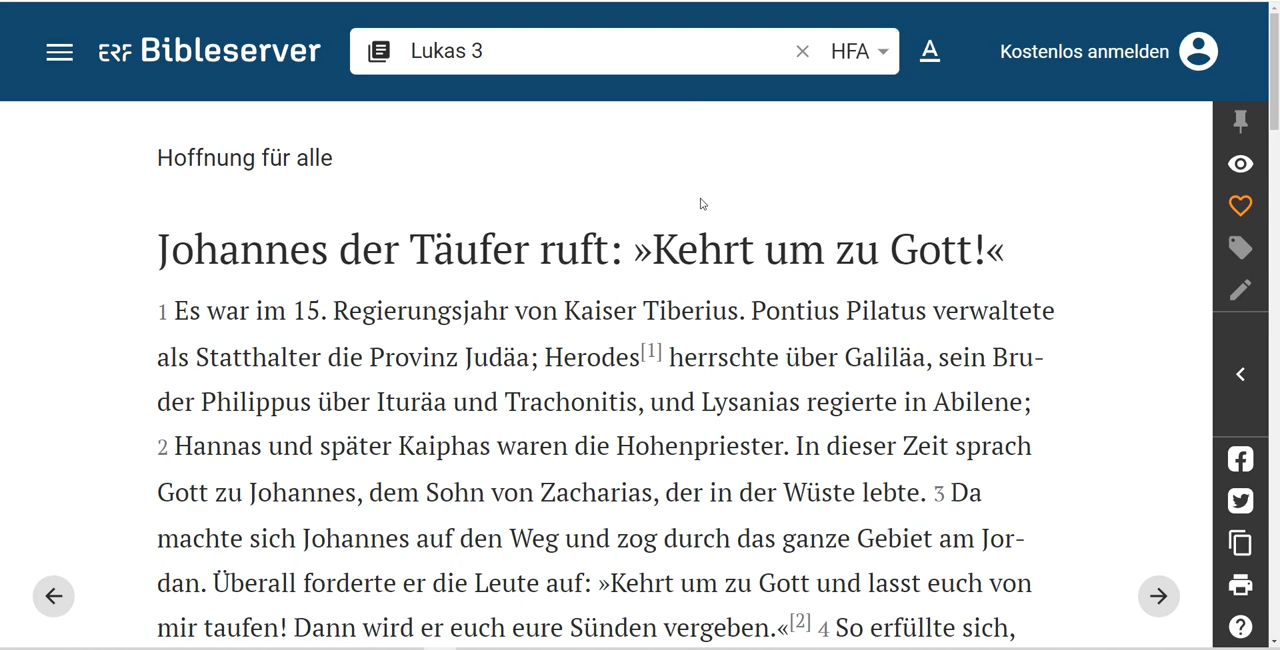 ERF Bibleserver
Lukas 3
HFA
A
Kostenlos anmelden
Hoffnung für alle
Johannes der Täufer ruft: »Kehrt um zu Gott!«
1 Es war im 15. Regierungsjahr von Kaiser Tiberius. Pontius Pilatus verwaltete
als Statthalter die Provinz Judäa; Herodes[1] herrschte über Galiläa, sein Bru-
der Philippus über Ituräa und Trachonitis, und Lysanias regierte in Abilene;
2 Hannas und später Kaiphas waren die Hohenpriester. In dieser Zeit sprach
Gott zu Johannes, dem Sohn von Zacharias, der in der Wüste lebte. 3 Da
machte sich Johannes auf den Weg und zog durch das ganze Gebiet am Jor-
dan. Überall forderte er die Leute auf: »Kehrt um zu Gott und lasst euch von
mir taufen! Dann wird er euch eure Sünden vergeben.«[2] 4 So erfüllte sich,